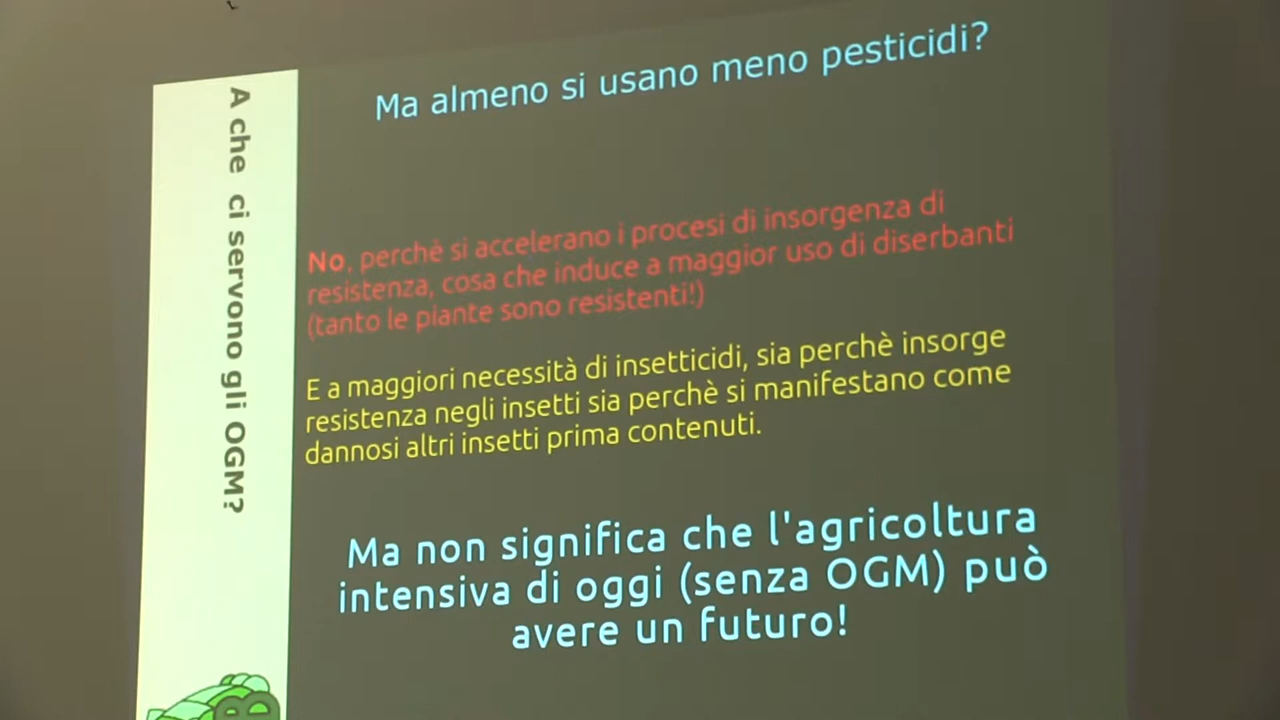 A che ci servono gli OGM?
Ma almeno si usano meno pesticidi?
No, perchè si accelerano i procesi di insorgenza di
resistenza, cosa che induce a maggior uso di diserbanti
(tanto le piante sono resistenti!)
E a maggiori necessità di insetticidi, sia perchè insorge
resistenza negli insetti sia perchè si manifestano come
dannosi altri insetti prima contenuti.
Ma non significa che l'agricoltura
intensiva di oggi (senza OGM) può
avere un futuro!